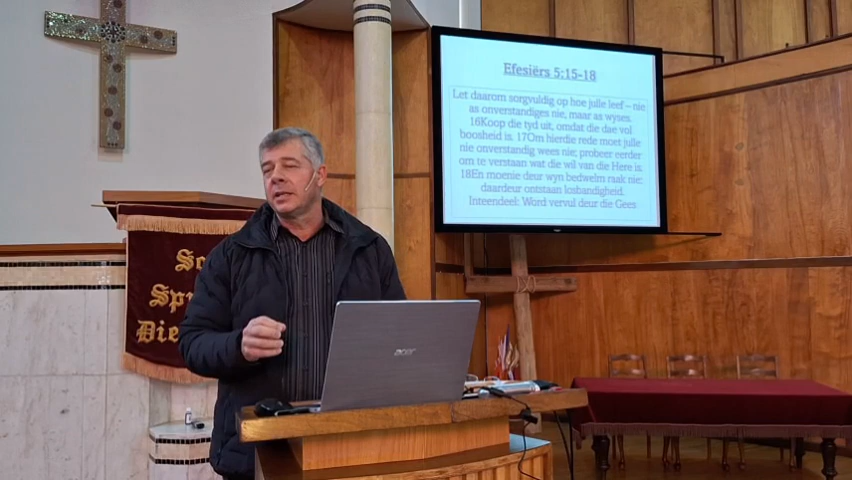 Efesiërs 5:15-18
Let daarom sorgvuldig op hoe julle leef – nie
as onverstandiges nie, maar as wyses.
16Koop die tyd uit, omdat die dae vol
boosheid is. 17Om hierdie rede moet julle
nie onverstandig wees nie; probeer eerder
om te verstaan wat die wil van die Here is.
18En moenie deur wyn bedwelm raak nie;
daardeur ontstaan losbandigheid.
Inteendeel: Word vervul deur die Gees
Die
acer